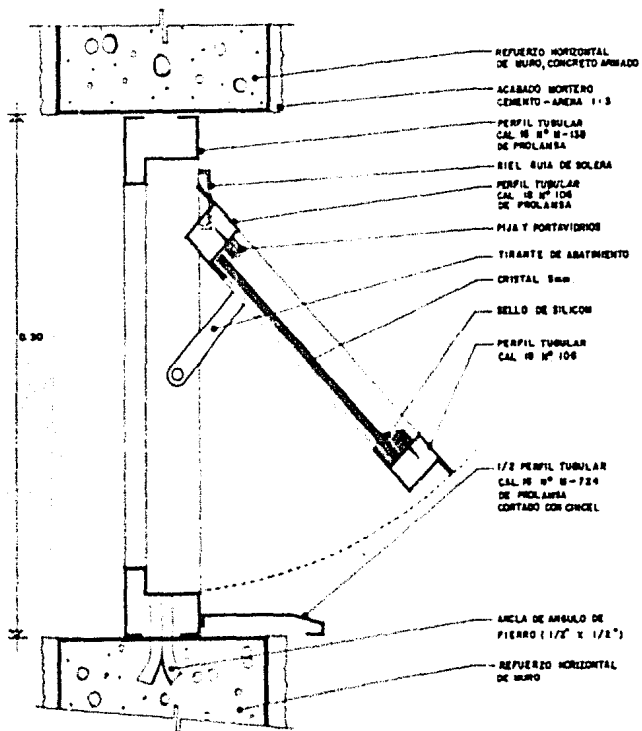 REFUERZO HORIZONTAL
DE MURO, CONCRETO ARMADO
ACABADO MORTERO
CEMENTO-ARENA 1:3
PERFIL TUBULAR
CAL 18 Nº M-138
DE PROLAMSA
RIEL GUIA DE SOLERA
PERFIL TUBULAR
CAL 18 Nº 106
DE PROLAMSA
PIJA Y PORTAVIDRIOS
TIRANTE DE ABATIMIENTO
CRISTAL 5mm.
SELLO DE SILICON
PERFIL TUBULAR
CAL 18 Nº 106
1/2 PERFIL TUBULAR
CAL 18 Nº M-724
DE PROLAMSA
CORTADO CON CINCEL
ANCLA DE ANGULO DE
FIERRO (1/2" X 1/2")
REFUERZO HORIZONTAL
DE MURO
0.30